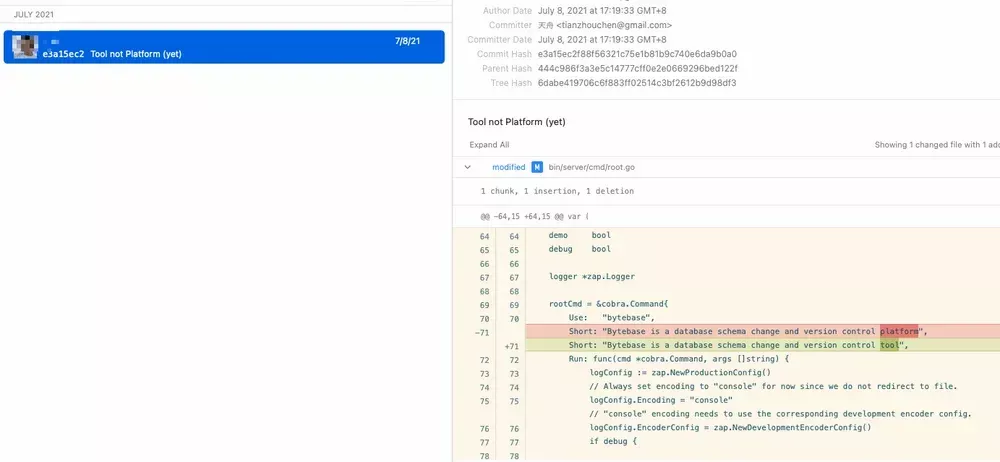 JULY 2021
7/8/21
e3a15ec2 Tool not Platform (yet)
Author Date July 8, 2021 at 17:19:33 GMT+8
Committer 天舟 <tianzhouchen@gmail.com>
Committer Date July 8, 2021 at 17:19:33 GMT+8
Commit Hash e3a15ec2f88f56321c75e1b81b9c740e6da9b0a0
Parent Hash 444c986f3a3e5c14777cff0e2e0669296bed122f
Tree Hash 6dabe419706c6f883ff02514c3bf2612b9d98df3
Tool not Platform (yet)
Expand All Showing 1 changed file with 1 add
modified M bin/server/cmd/root.go
1 chunk, 1 insertion, 1 deletion
@@ -64,15 +64,15 @@ var (
64 64 demo bool
65 65 debug bool
66 66
67 67 logger *zap.Logger
68 68
69 69 rootCmd = &cobra.Command{
70 70 Use: "bytebase",
-71 Short: "Bytebase is a database schema change and version control platform",
+71 Short: "Bytebase is a database schema change and version control tool",
72 72 Run: func(cmd *cobra.Command, args []string) {
73 73 logConfig := zap.NewProductionConfig()
74 74 // Always set encoding to "console" for now since we do not redirect to file.
75 75 logConfig.Encoding = "console"
// "console" encoding needs to use the corresponding development encoder config.
76 76 logConfig.EncoderConfig = zap.NewDevelopmentEncoderConfig()
77 77 if debug {
78 78